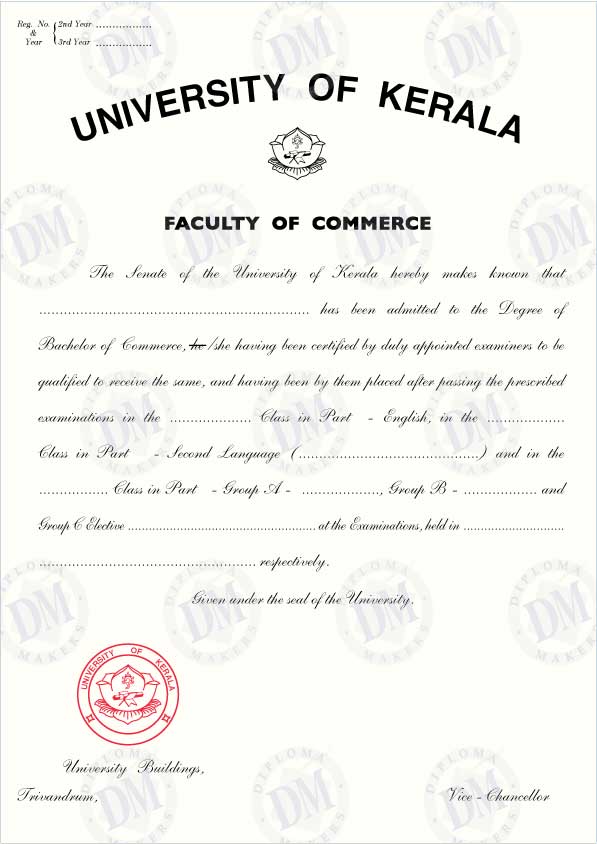 Reg. No. { 2nd Year ..................
&
Year 3rd Year ..................
UNIVERSITY OF KERALA
FACULTY OF COMMERCE
The Senate of the University of Kerala hereby makes known that
.................................................................. has been admitted to the Degree of
Bachelor of Commerce, he/she having been certified by duly appointed examiners to be
qualified to receive the same, and having been by them placed after passing the prescribed
examinations in the .................... Class in Part - English, in the ...................
Class in Part - Second Language (............................................) and in the
................. Class in Part - Group A - ..................., Group B - .................. and
Group C Elective .............................................. at the Examinations, held in .........................
..................................................... respectively.
Given under the seal of the University.
UNIVERSITY OF KERALA
University Buildings,
Trivandrum,
Vice - Chancellor
DIPLOMA
DM
MAKERS